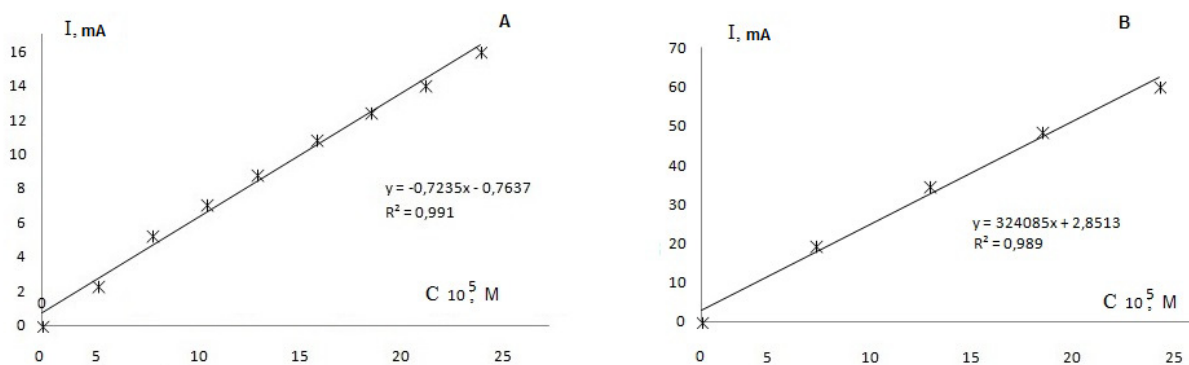 I, mA
A
16
14
12
10
8
6
4
2
0
0
y = -0,7235x - 0,7637
R² = 0,991
C 10⁵, M
0 5 10 15 20 25
I, mA
B
70
60
50
40
30
20
10
0
y = 324085x + 2,8513
R² = 0,989
C 10⁵, M
0 5 10 15 20 25